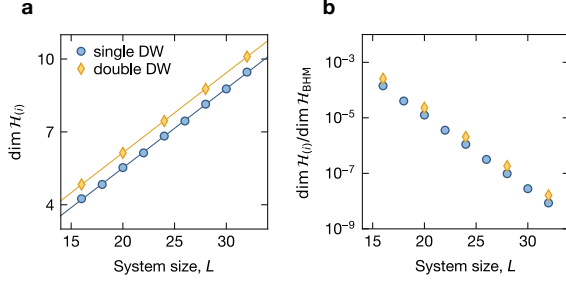 a
single DW
double DW
10
7
4
dim ℋ(i)
15 20 25 30
System size, L
b
10⁻³
10⁻⁵
10⁻⁷
10⁻⁹
dim ℋ(i)/dim ℋBHM
15 20 25 30
System size, L